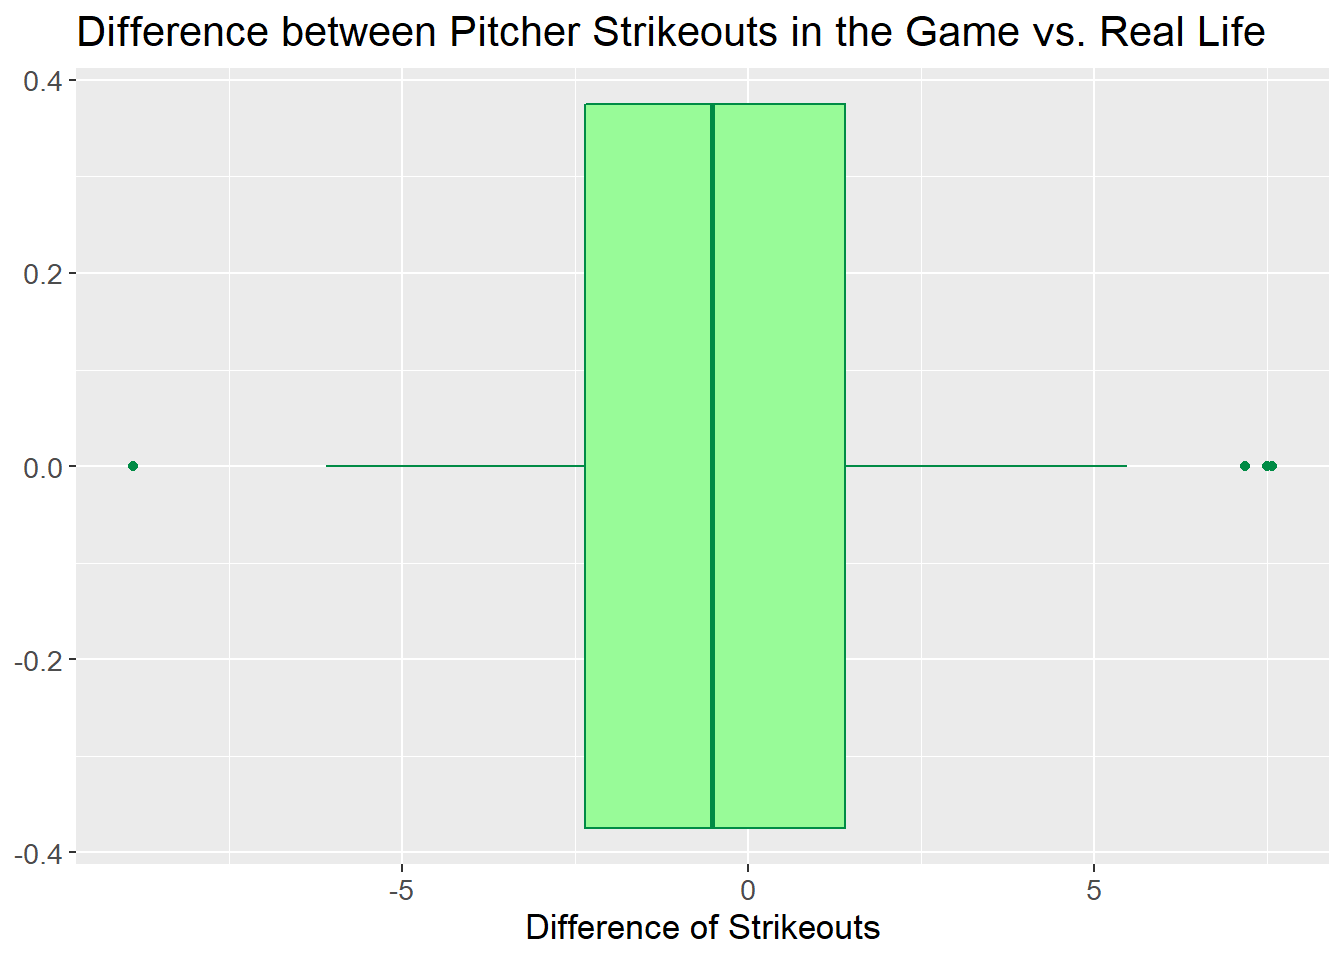 Difference between Pitcher Strikeouts in the Game vs. Real Life
0.4
0.2
0.0
-0.2
-0.4
-5 0 5
Difference of Strikeouts